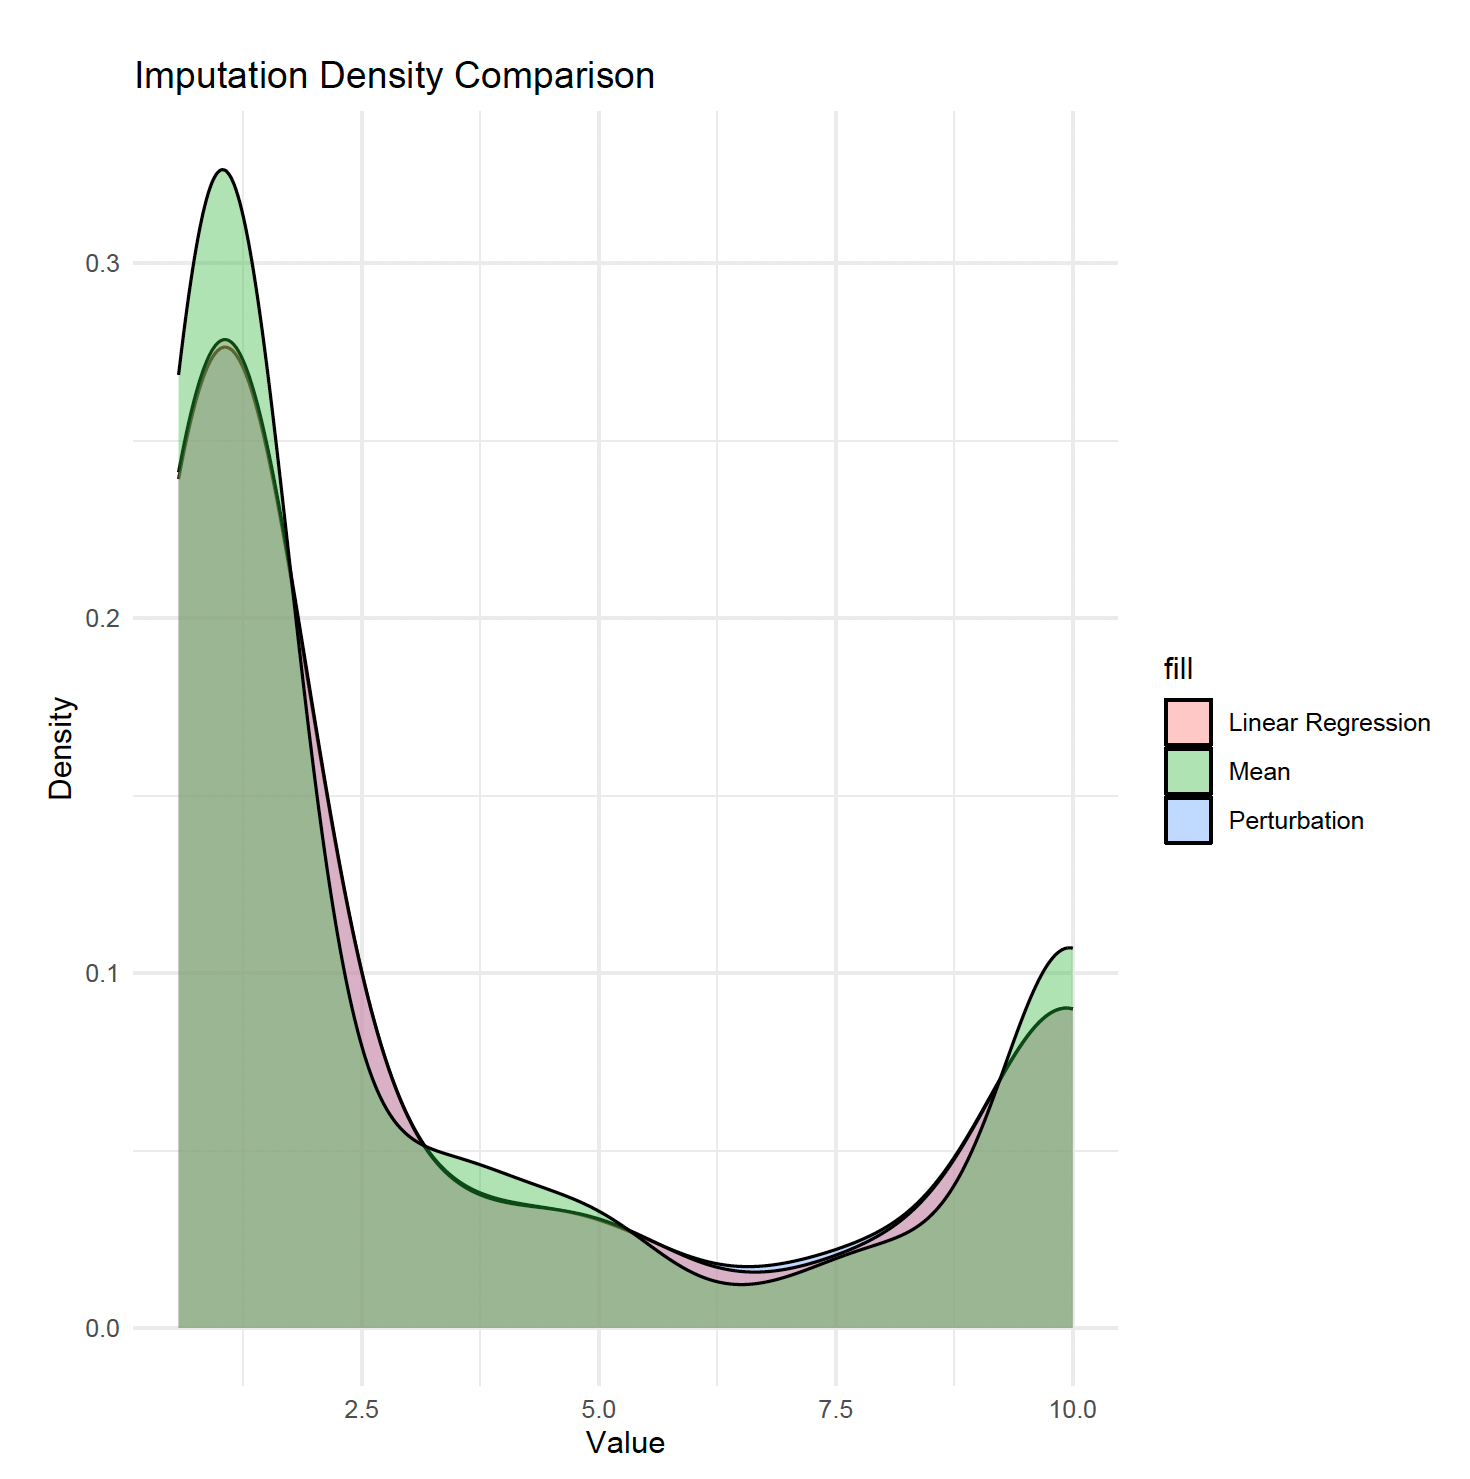 Imputation Density Comparison
0.3
0.2
0.1
0.0
Density
2.5 5.0 7.5 10.0
Value
fill
Linear Regression
Mean
Perturbation